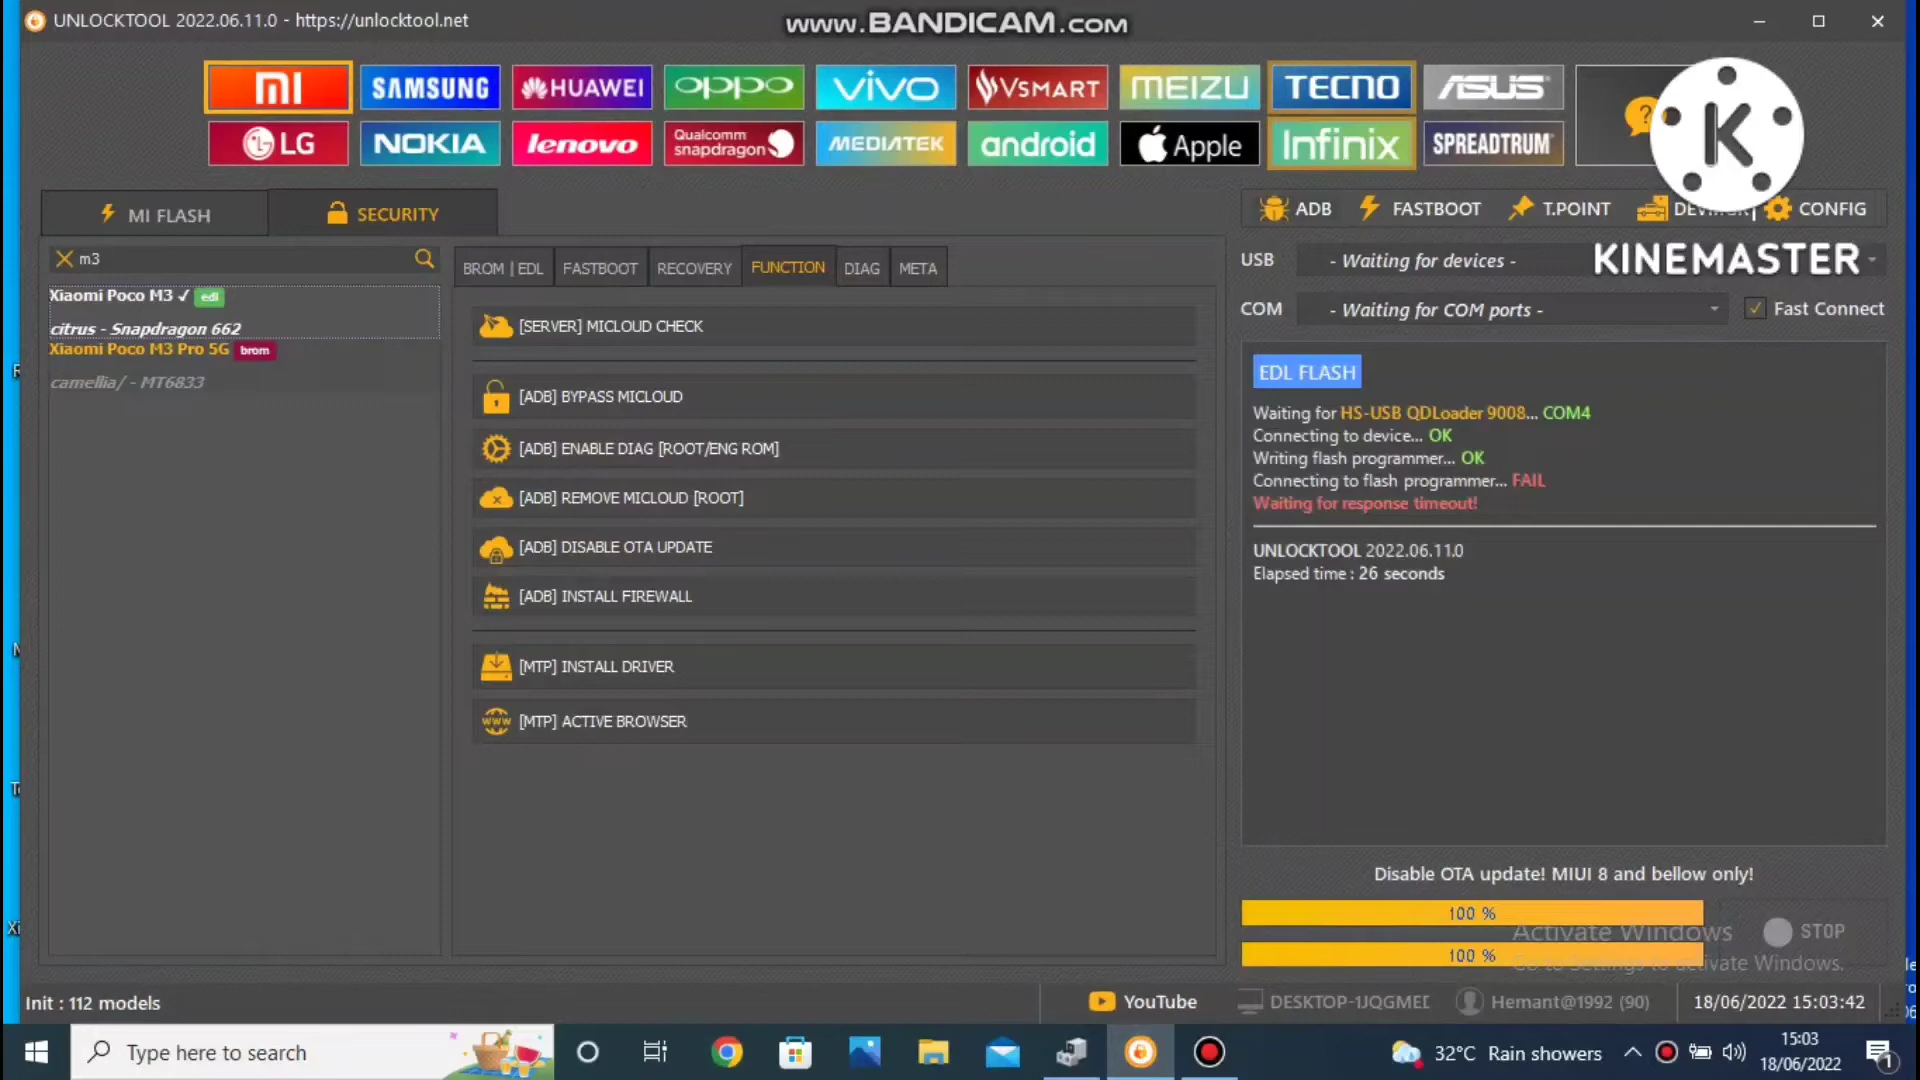 UNLOCKTOOL 2022.06.11.0 - https://unlocktool.net
www.BANDICAM.com
MI
SAMSUNG
HUAWEI
oppo
vivo
VSMART
MEIZU
TECNO
ASUS
?
K
LG
NOKIA
lenovo
Qualcomm
snapdragon
MEDIATEK
android
Apple
Infinix
SPREADTRUM
MI FLASH
SECURITY
ADB
FASTBOOT
T.POINT
CONFIG
m3
BROM | EDL
FASTBOOT
RECOVERY
FUNCTION
DIAG
META
USB
- Waiting for devices -
KINEMASTER
COM
- Waiting for COM ports -
Fast Connect
Xiaomi Poco M3 ✓ edl
citrus - Snapdragon 662
Xiaomi Poco M3 Pro 5G brom
camellia/ - MT6833
[SERVER] MICLOUD CHECK
[ADB] BYPASS MICLOUD
[ADB] ENABLE DIAG [ROOT/ENG ROM]
[ADB] REMOVE MICLOUD [ROOT]
[ADB] DISABLE OTA UPDATE
[ADB] INSTALL FIREWALL
[MTP] INSTALL DRIVER
www
[MTP] ACTIVE BROWSER
EDL FLASH
Waiting for HS-USB QDLoader 9008... COM4
Connecting to device... OK
Writing flash programmer... OK
Connecting to flash programmer... FAIL
Waiting for response timeout!
UNLOCKTOOL 2022.06.11.0
Elapsed time : 26 seconds
Disable OTA update! MIUI 8 and bellow only!
100 %
100 %
STOP
Activate Windows
Go to Settings to activate Windows.
Init : 112 models
YouTube
Hemant@1992 (90)
18/06/2022 15:03:42
Type here to search
32°C Rain showers
15:03
18/06/2022
1